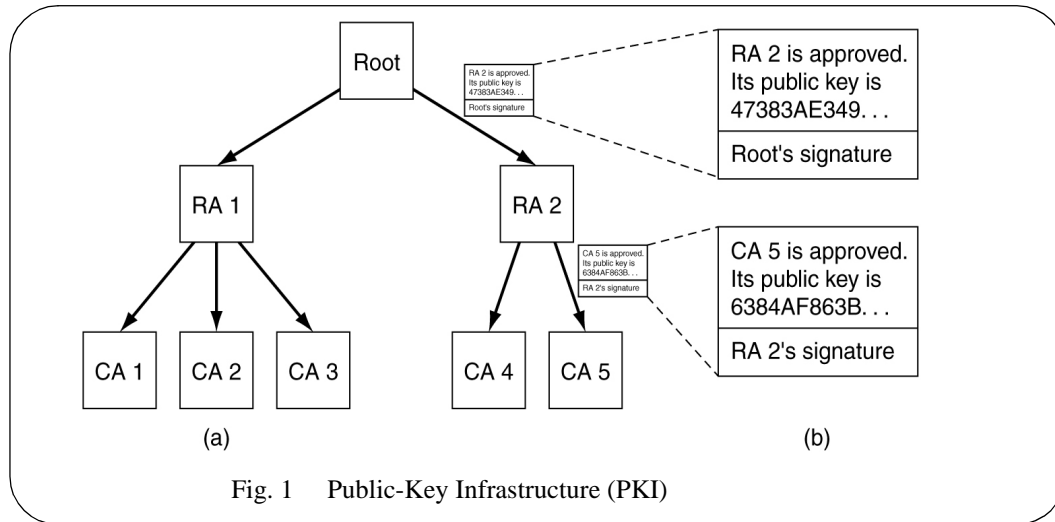 Root
RA 2 is approved.
Its public key is
47383AE349. . .
Root's signature
RA 2 is approved.
Its public key is
47383AE349. . .
Root's signature
RA 1
RA 2
CA 5 is approved.
Its public key is
6384AF863B. . .
RA 2's signature
CA 5 is approved.
Its public key is
6384AF863B. . .
RA 2's signature
CA 1
CA 2
CA 3
CA 4
CA 5
(a)
(b)
Fig. 1 Public-Key Infrastructure (PKI)